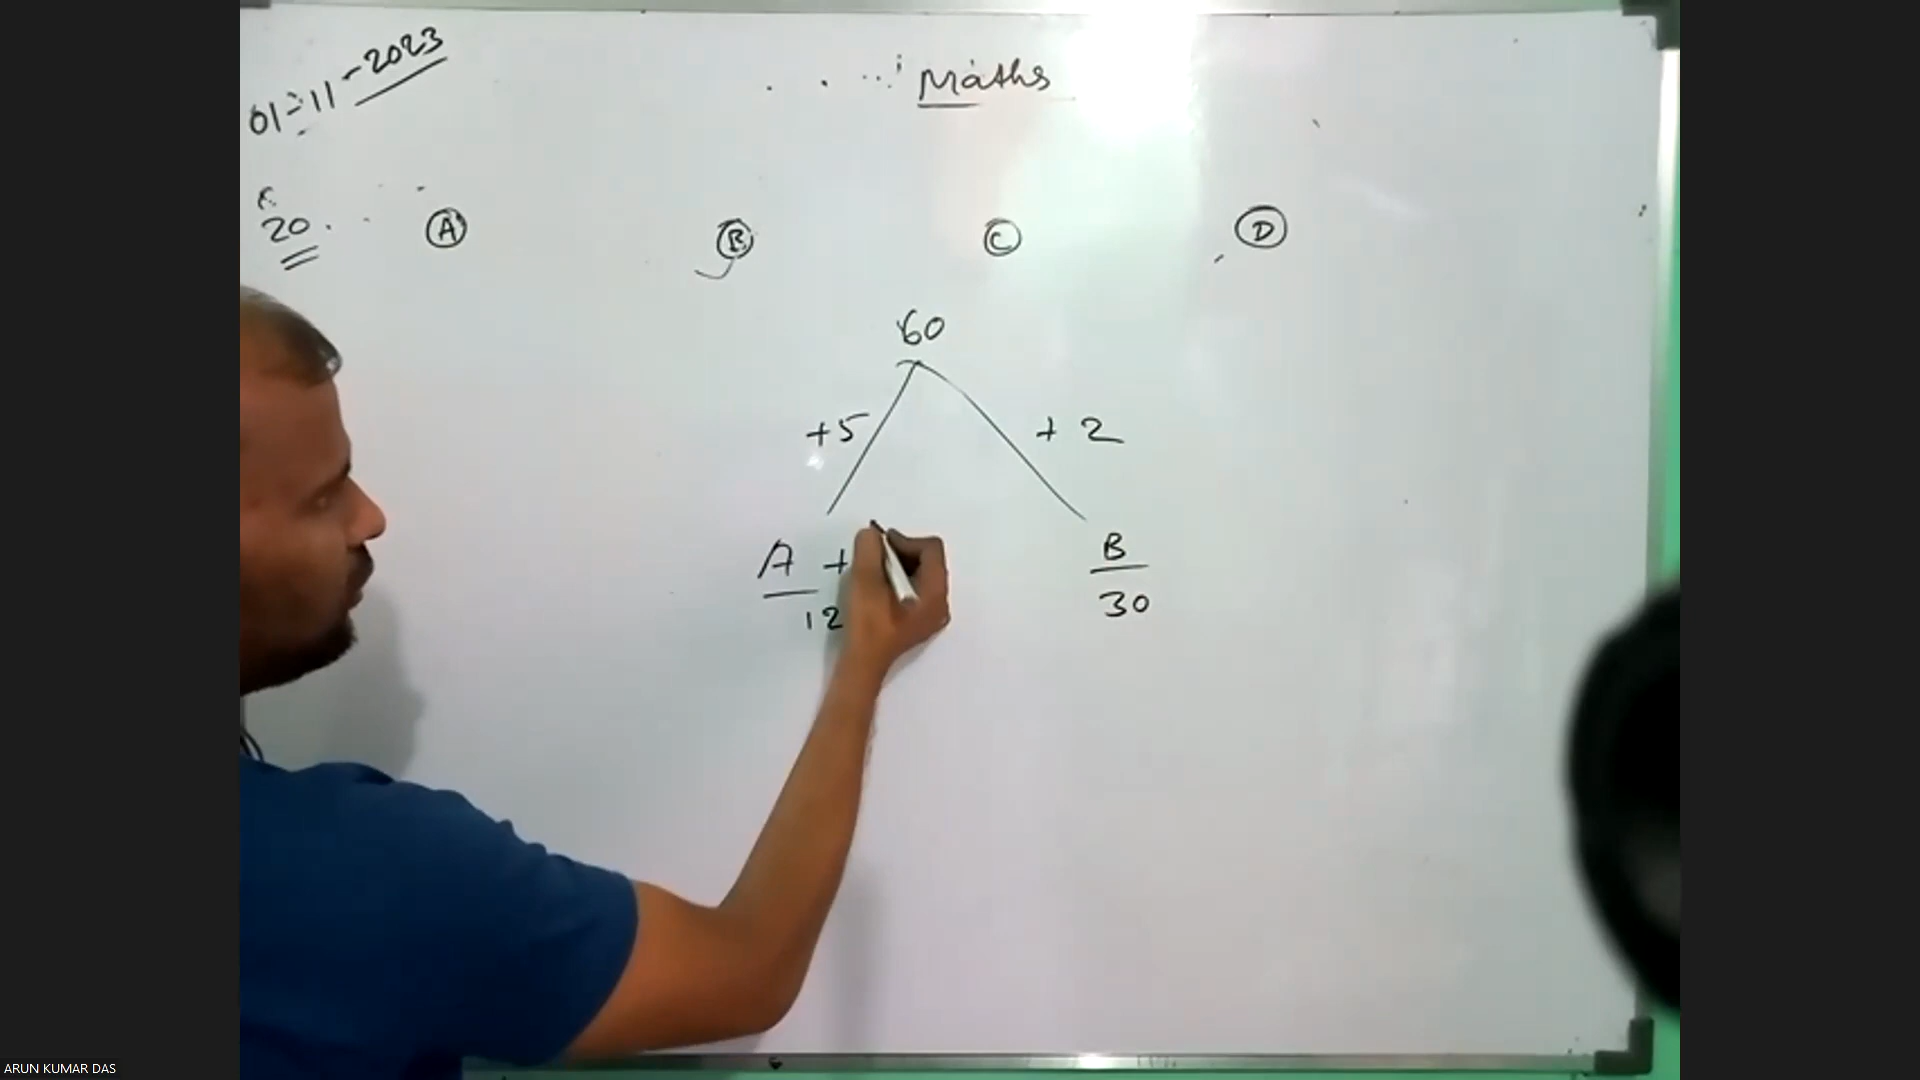 01-11-2023
Maths
20. A B C D
60
+5 +2
A + B
12 30
ARUN KUMAR DAS